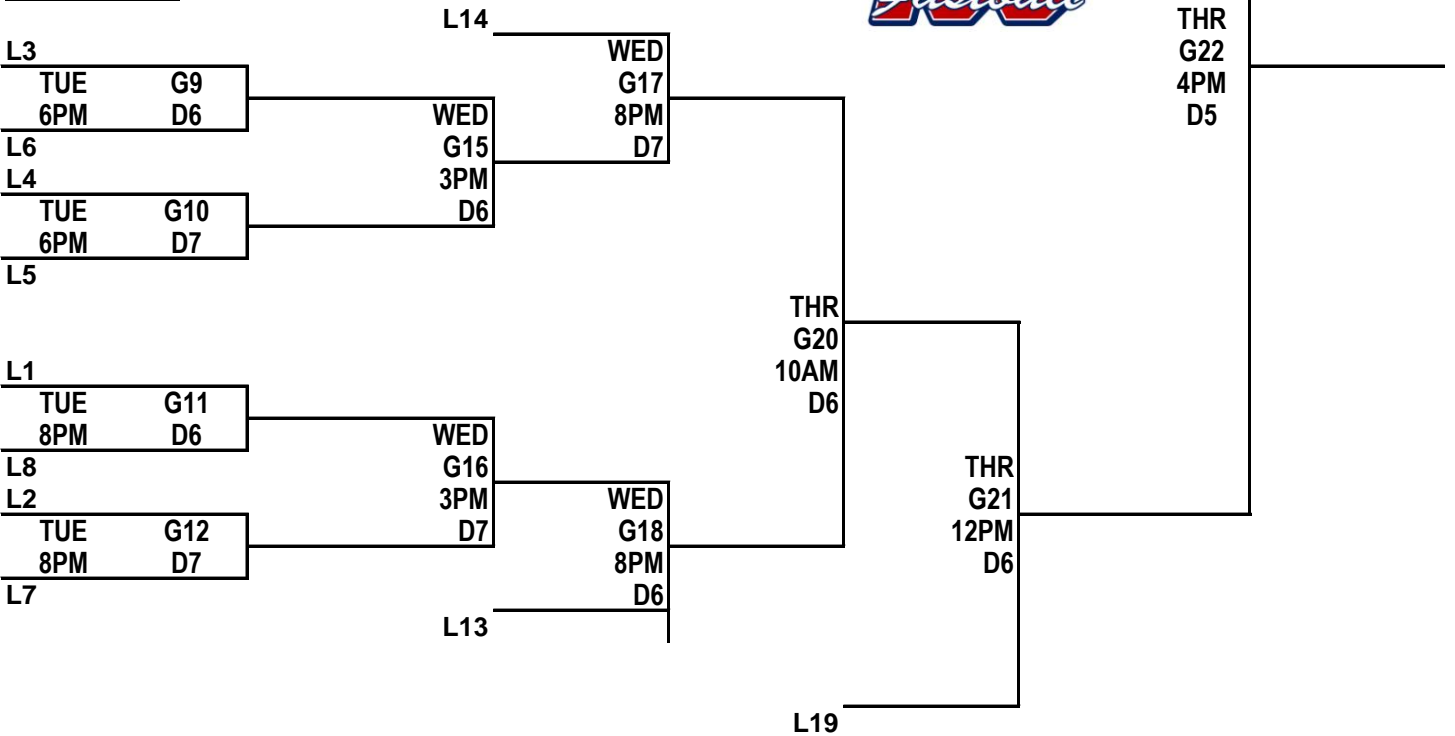 L14
THR
L3
WED
G22
TUE G9
G17
4PM
6PM D6
WED
8PM
D5
L6
G15
D7
L4
3PM
TUE G10
D6
6PM D7
L5
THR
G20
L1
10AM
TUE G11
D6
8PM D6
WED
L8
G16
THR
L2
3PM
WED
G21
TUE G12
D7
G18
12PM
8PM D7
8PM
D6
L7
D6
L13
L19